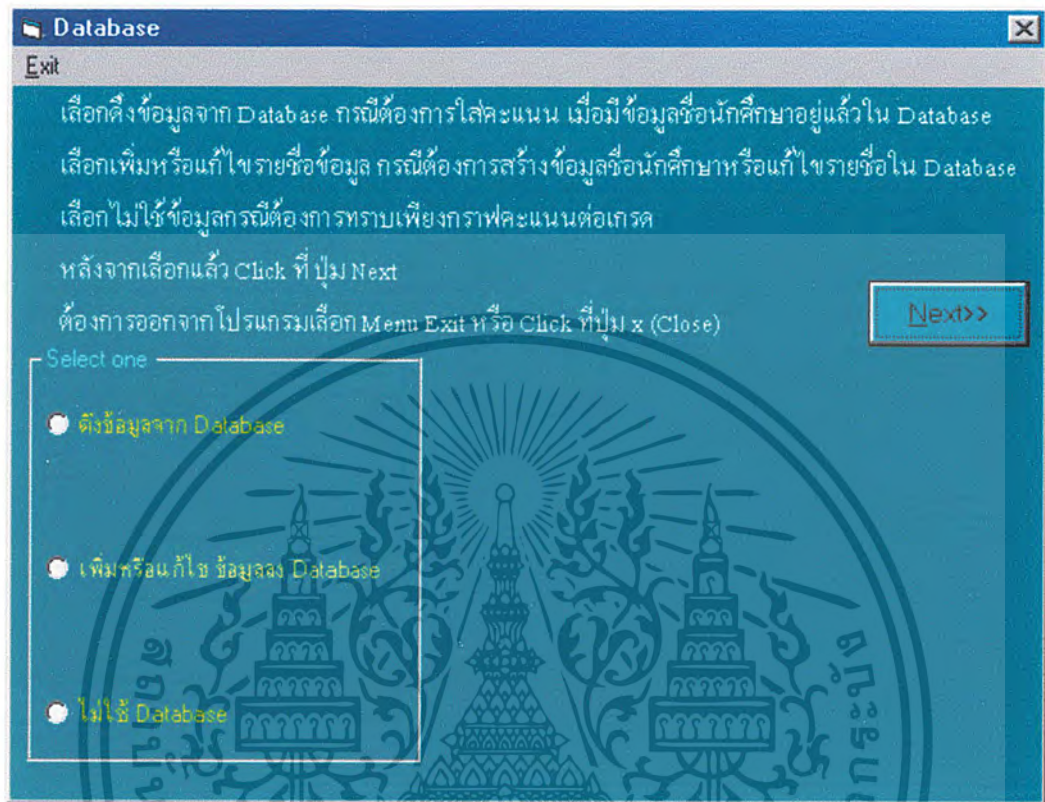 Database
Exit
เลือกดึงข้อมูลจาก Database กรณีต้องการใส่คะแนน เมื่อมีข้อมูลชื่อนักศึกษาอยู่แล้วใน Database
เลือกเพิ่มหรือแก้ไขรายชื่อข้อมูล กรณีต้องการสร้างข้อมูลชื่อนักศึกษาหรือแก้ไขรายชื่อใน Database
เลือกไม่ใช้ข้อมูลกรณีต้องการทราบเพียงกราฟคะแนนต่อเกรด
หลังจากเลือกแล้ว Click ที่ ปุ่ม Next
ต้องการออกจากโปรแกรมเลือก Menu Exit หรือ Click ที่ปุ่ม x (Close)
Next>>
Select one
ดึงข้อมูลจาก Database
เพิ่มหรือแก้ไข ข้อมูลลง Database
ไม่ใช้ Database